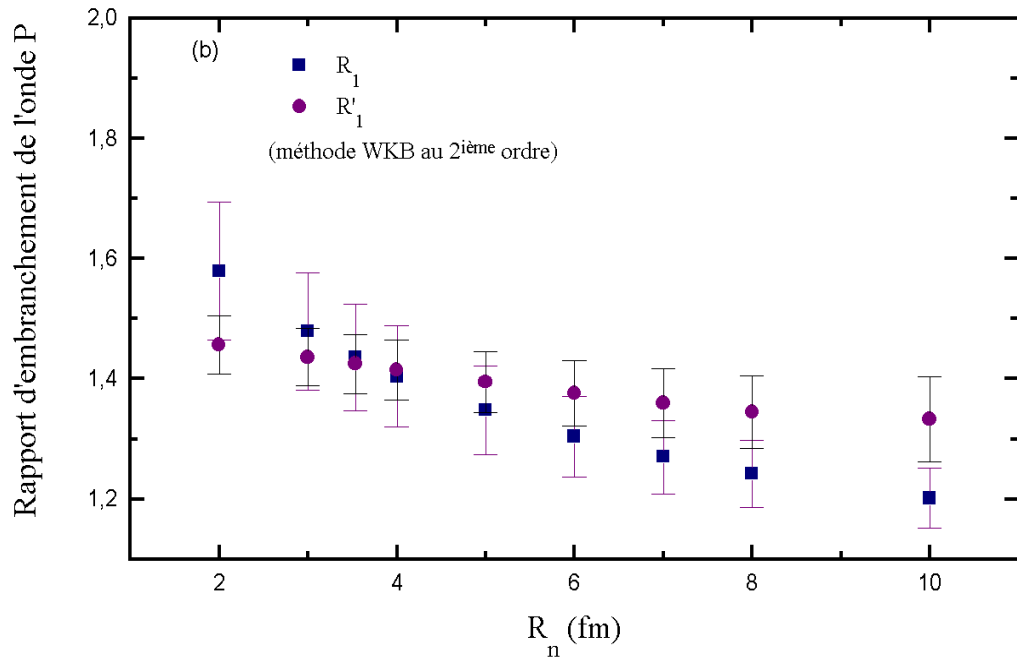 Rapport d'embranchement de l'onde P
2,0
1,8
1,6
1,4
1,2
(b)
R1
R'1
(méthode WKB au 2ième ordre)
2
4
6
8
10
Rn (fm)